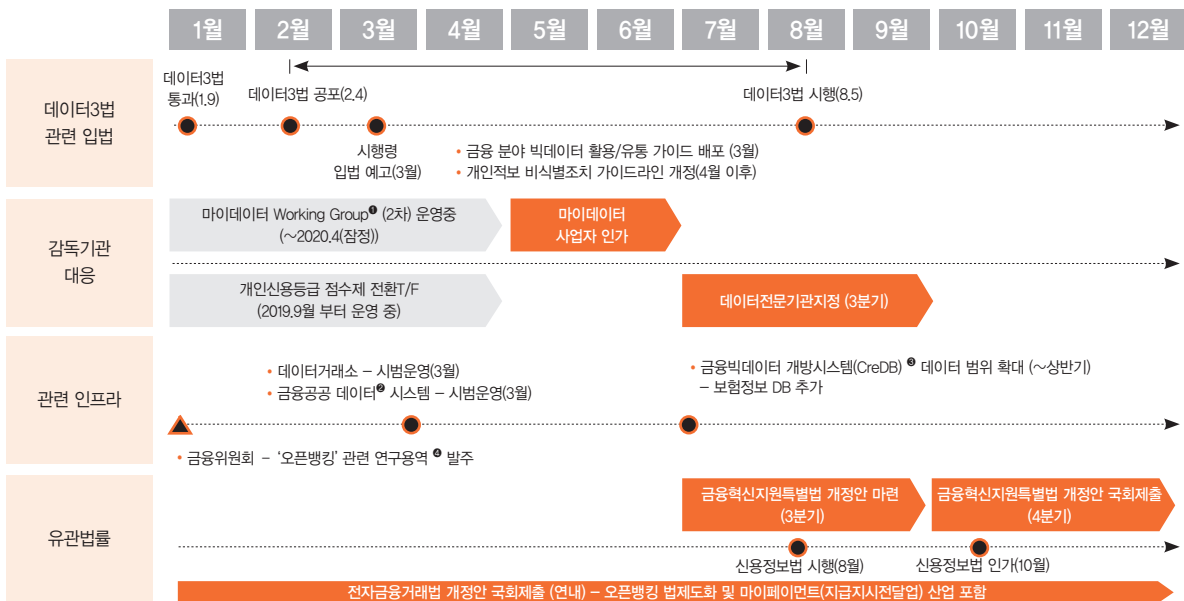 1월 2월 3월 4월 5월 6월 7월 8월 9월 10월 11월 12월
데이터3법
관련 입법
데이터3법
통과(1.9)
데이터3법 공포(2.4)
데이터3법 시행(8.5)
시행령
입법 예고(3월)
• 금융 분야 빅데이터 활용/유통 가이드 배포 (3월)
• 개인적보 비식별조치 가이드라인 개정(4월 이후)
감독기관
대응
마이데이터 Working Group❶ (2차) 운영중
(~2020.4(잠정))
마이데이터
사업자 인가
개인신용등급 점수제 전환T/F
(2019.9월 부터 운영 중)
데이터전문기관지정 (3분기)
관련 인프라
• 데이터거래소 – 시범운영(3월)
• 금융공공 데이터❷ 시스템 – 시범운영(3월)
• 금융빅데이터 개방시스템(CreDB) ❸ 데이터 범위 확대 (~상반기)
– 보험정보 DB 추가
• 금융위원회 – ‘오픈뱅킹’ 관련 연구용역 ❹ 발주
유관법률
금융혁신지원특별법 개정안 마련
(3분기)
금융혁신지원특별법 개정안 국회제출
(4분기)
신용정보법 시행(8월)
신용정보법 인가(10월)
전자금융거래법 개정안 국회제출 (연내) – 오픈뱅킹 법제도화 및 마이페이먼트(지급지시전달업) 산업 포함